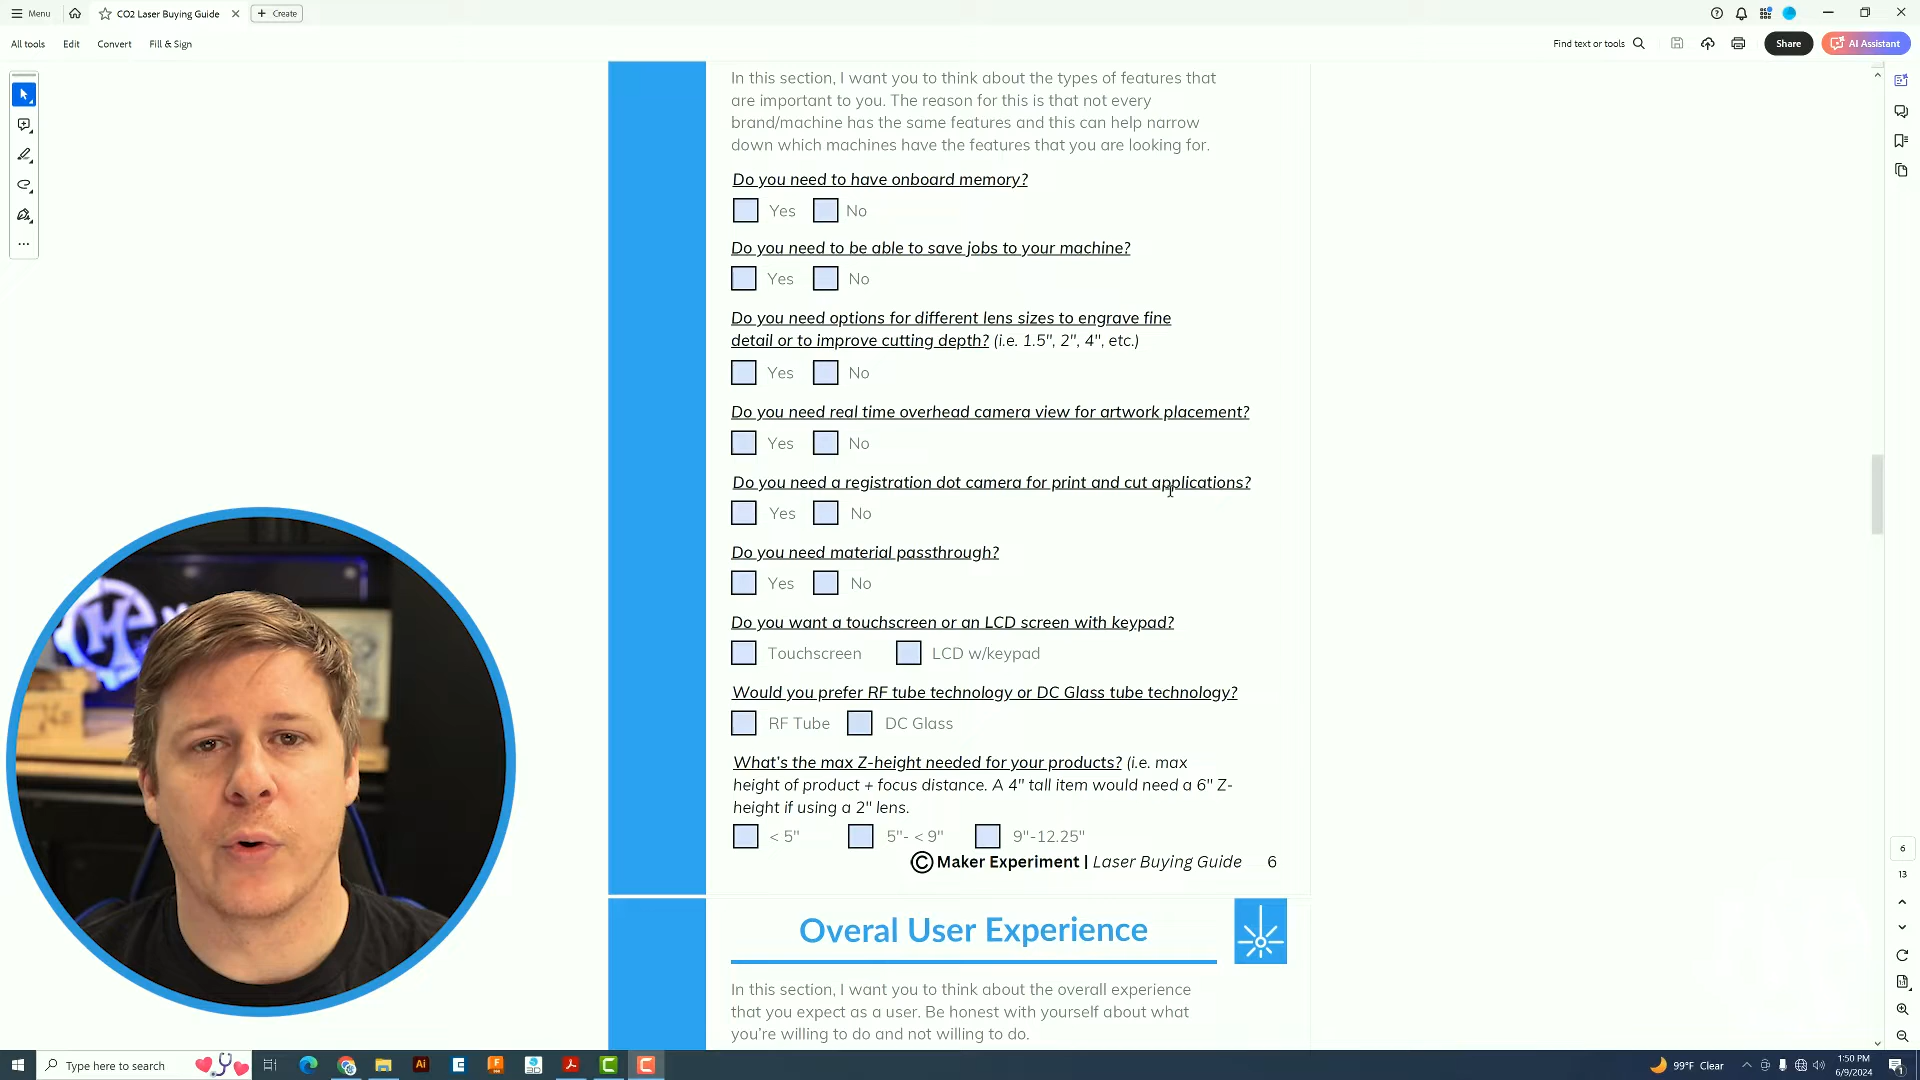 Menu
CO2 Laser Buying Guide
Create
All tools
Edit
Convert
Fill & Sign
Find text or tools
Share
AI Assistant
In this section, I want you to think about the types of features that
are important to you. The reason for this is that not every
brand/machine has the same features and this can help narrow
down which machines have the features that you are looking for.
Do you need to have onboard memory?
Yes No
Do you need to be able to save jobs to your machine?
Yes No
Do you need options for different lens sizes to engrave fine
detail or to improve cutting depth? (i.e. 1.5", 2", 4", etc.)
Yes No
Do you need real time overhead camera view for artwork placement?
Yes No
Do you need a registration dot camera for print and cut applications?
Yes No
Do you need material passthrough?
Yes No
Do you want a touchscreen or an LCD screen with keypad?
Touchscreen LCD w/keypad
Would you prefer RF tube technology or DC Glass tube technology?
RF Tube DC Glass
What's the max Z-height needed for your products? (i.e. max
height of product + focus distance. A 4" tall item would need a 6" Z-
height if using a 2" lens.
< 5" 5"- < 9" 9"-12.25"
© Maker Experiment | Laser Buying Guide 6
Overal User Experience
In this section, I want you to think about the overall experience
that you expect as a user. Be honest with yourself about what
you're willing to do and not willing to do.
6
13
Type here to search
Ai
99°F Clear
1:50 PM
6/9/2024